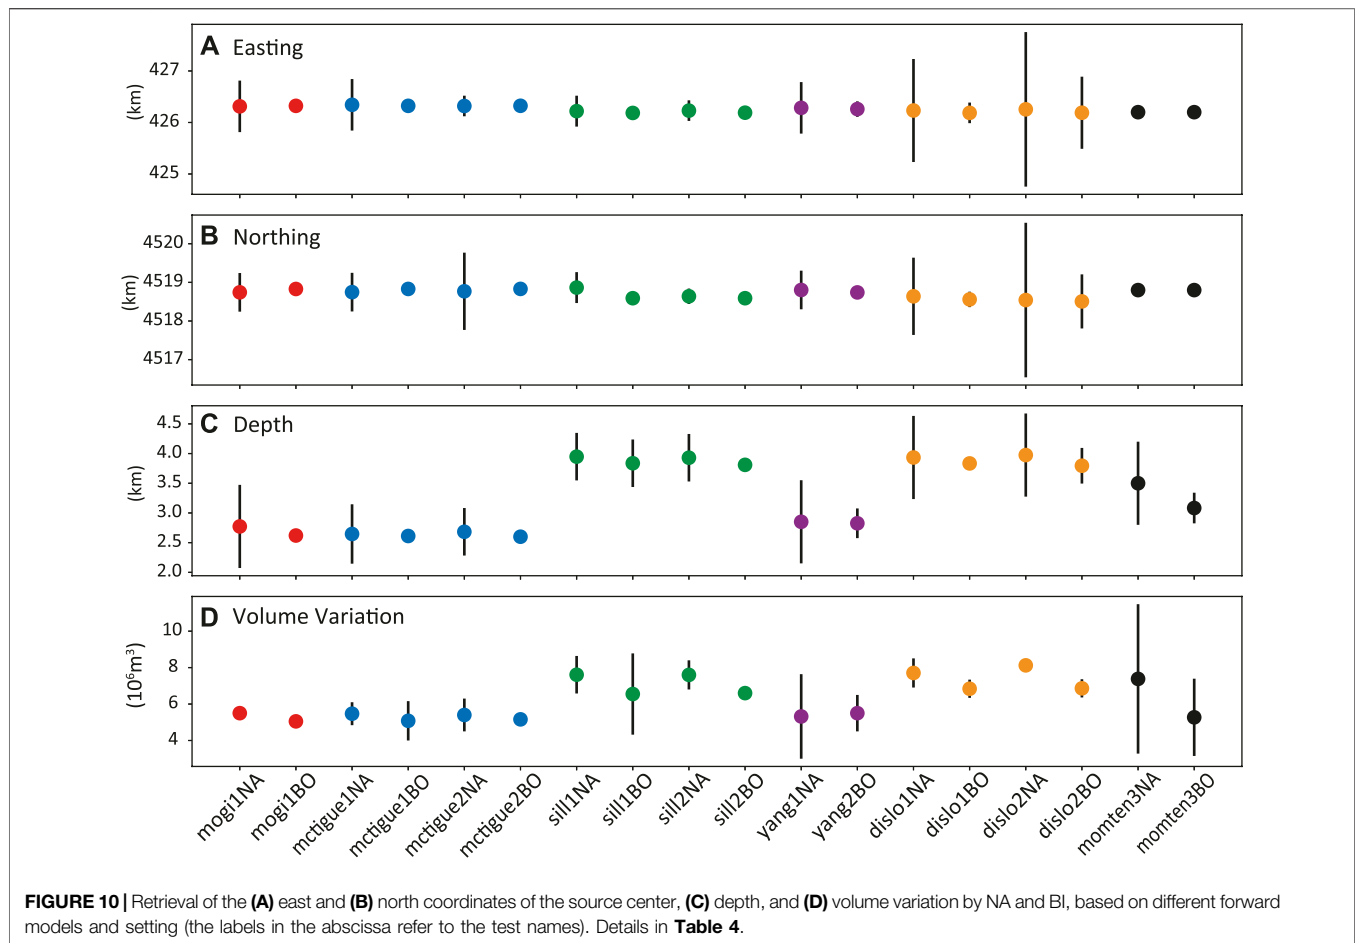 A Easting
427
426
425
(km)
B Northing
4520
4519
4518
4517
(km)
C Depth
4.5
4.0
3.5
3.0
2.5
2.0
(km)
D Volume Variation
10
8
6
4
(10⁶m³)
mogi1NA
mogi1BO
mctigue1NA
mctigue1BO
mctigue2NA
mctigue2BO
sill1NA
sill1BO
sill2NA
sill2BO
yang1NA
yang2BO
dislo1NA
dislo1BO
dislo2NA
dislo2BO
momten3NA
momten3BO
FIGURE 10 | Retrieval of the (A) east and (B) north coordinates of the source center, (C) depth, and (D) volume variation by NA and BI, based on different forward
models and setting (the labels in the abscissa refer to the test names). Details in Table 4.